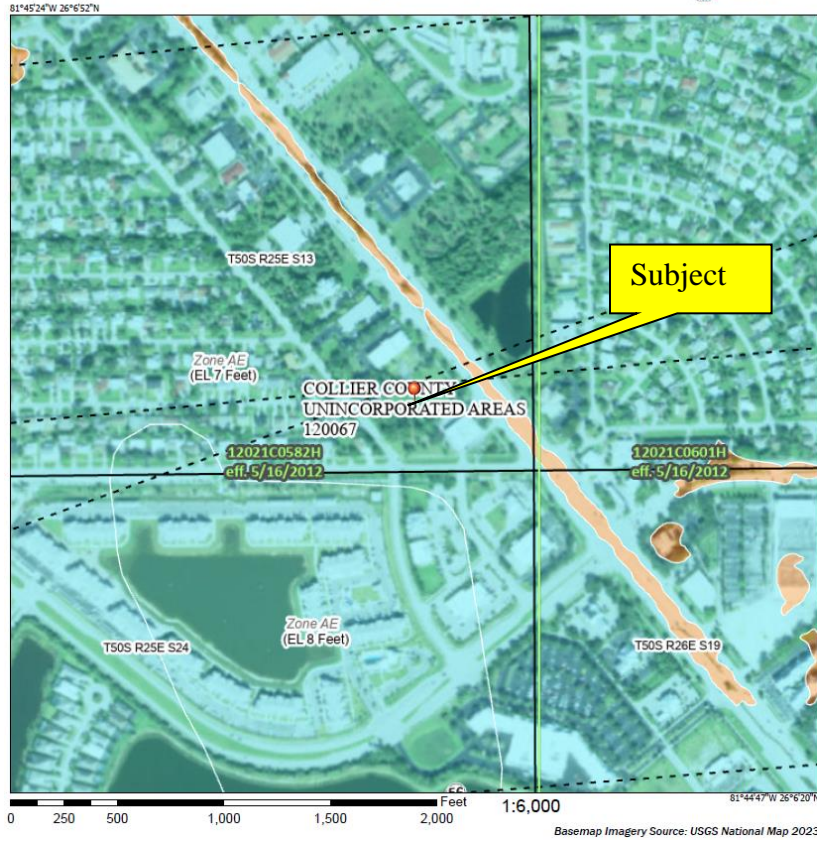 81°45'24"W 26°6'52"N
T50S R25E S13
Subject
Zone AE
(EL 7 Feet)
COLLIER COUNTY
UNINCORPORATED AREAS
120067
12021C0582H
eff. 5/16/2012
12021C0601H
eff. 5/16/2012
Zone AE
(EL 8 Feet)
T50S R25E S24
T50S R26E S19
Feet
1:6,000
81°44'47"W 26°6'20"N
0 250 500 1,000 1,500 2,000
Basemap Imagery Source: USGS National Map 2023